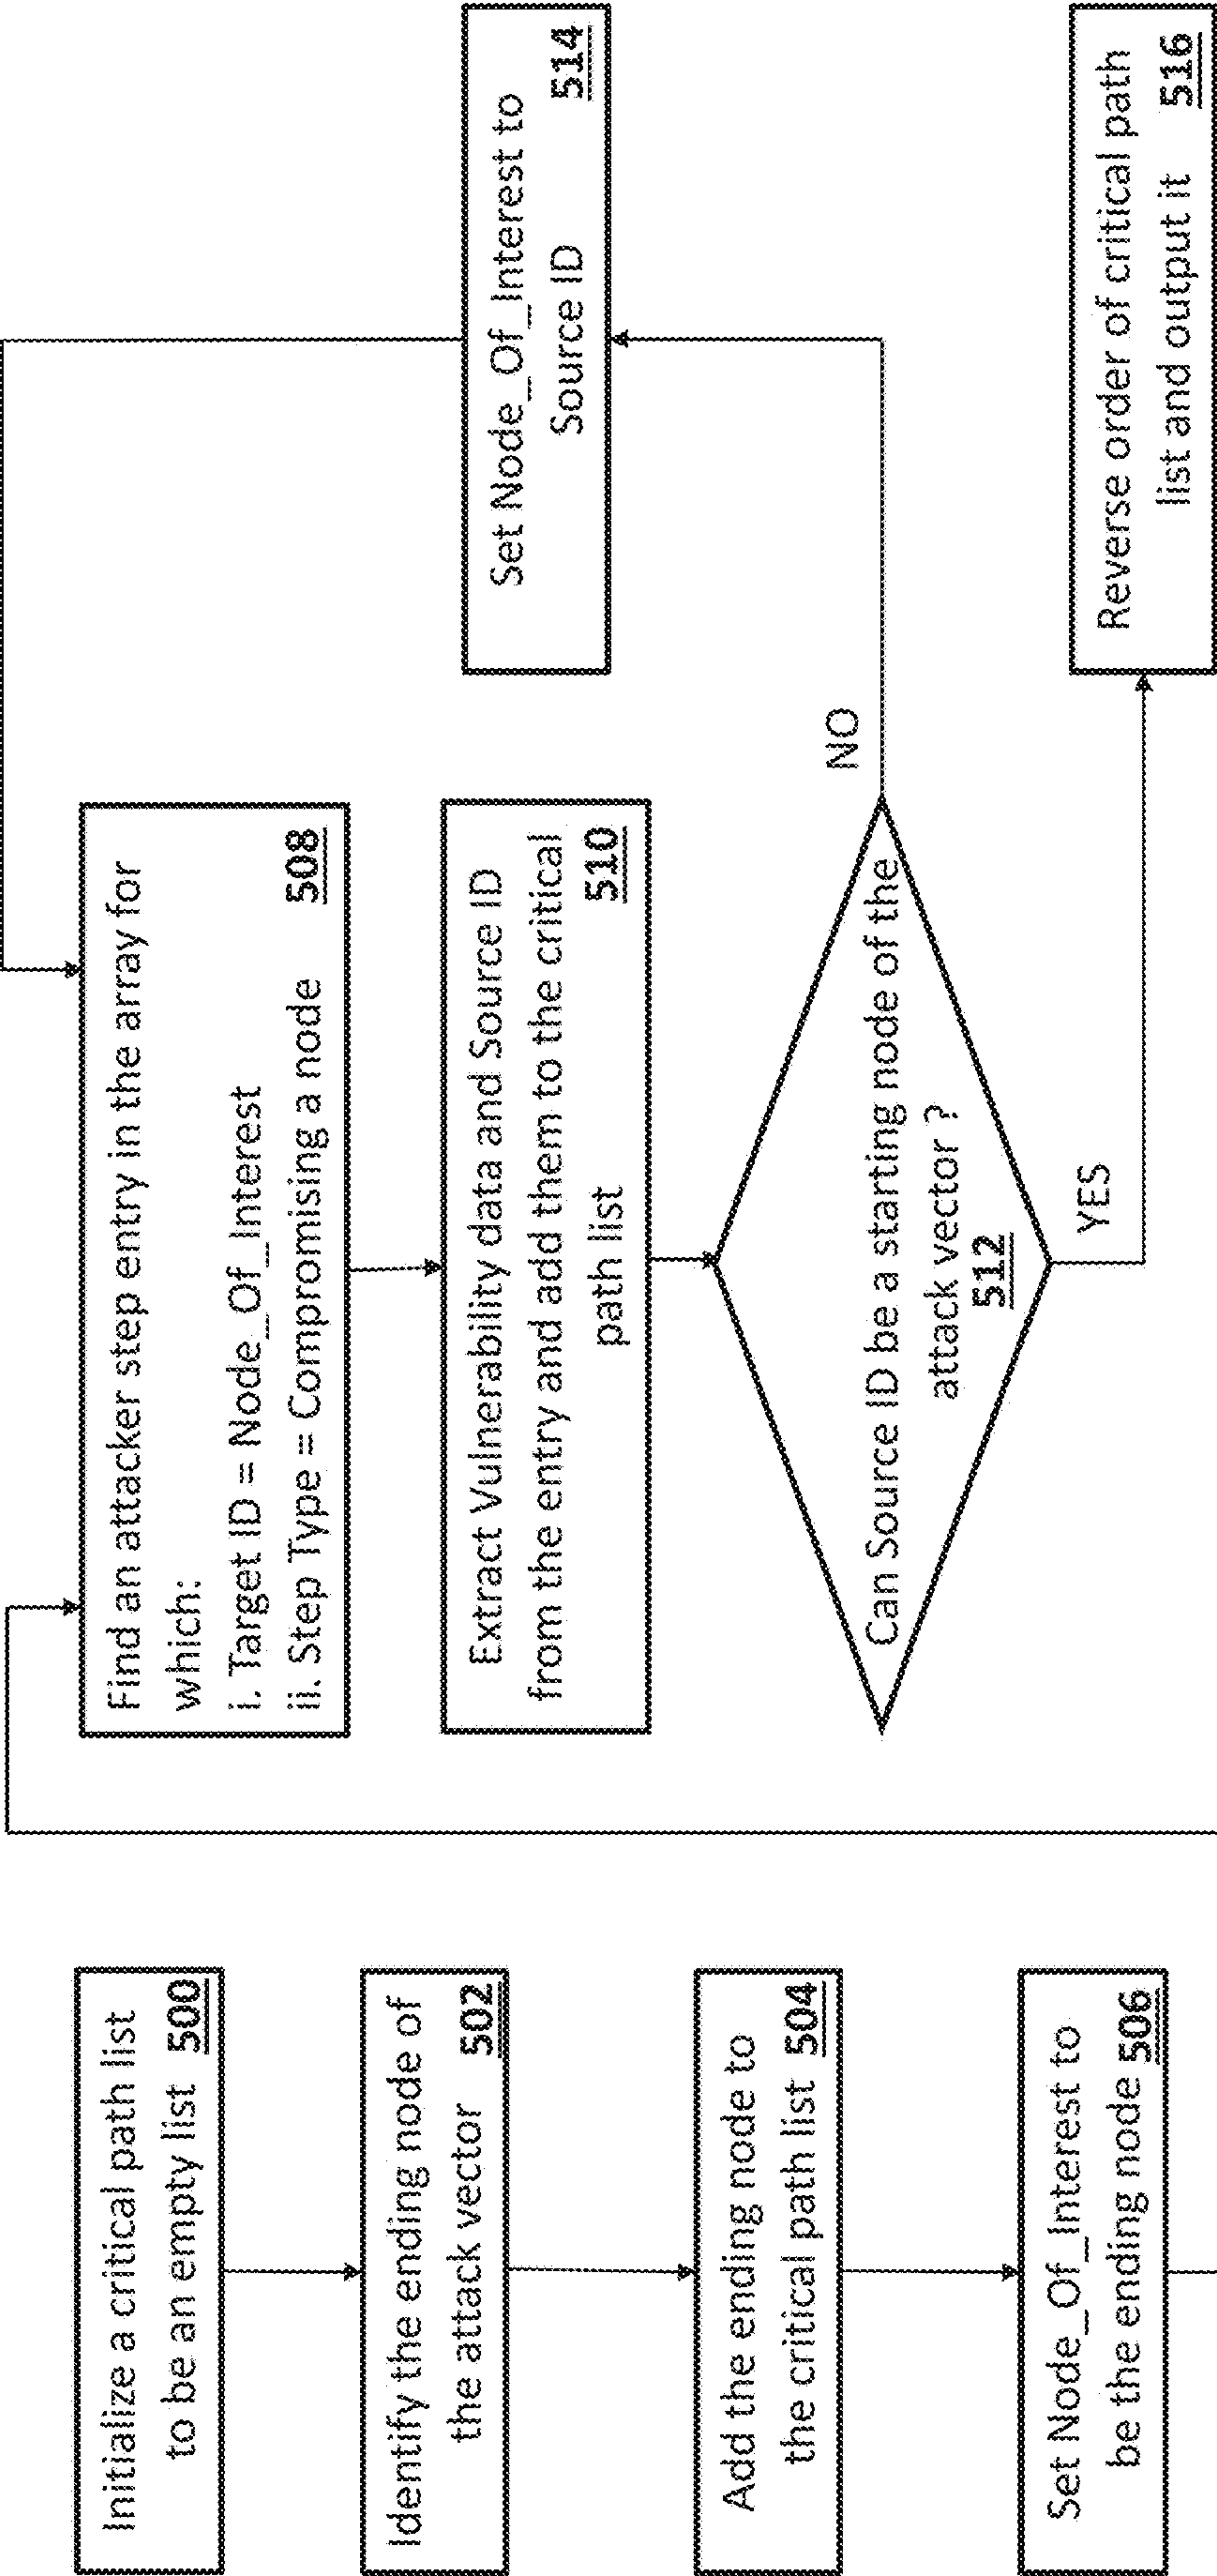 Initialize a critical path list
to be an empty list 500
Identify the ending node of
the attack vector 502
Add the ending node to
the critical path list 504
Set Node_Of_Interest to
be the ending node 506
Find an attacker step entry in the array for
which:
i. Target ID = Node_Of_Interest
ii. Step Type = Compromising a node 508
Extract Vulnerability data and Source ID
from the entry and add them to the critical
path list 510
Can Source ID be a starting node of the
attack vector ?
512
NO
YES
Set Node_Of_Interest to
Source ID 514
Reverse order of critical path
list and output it 516